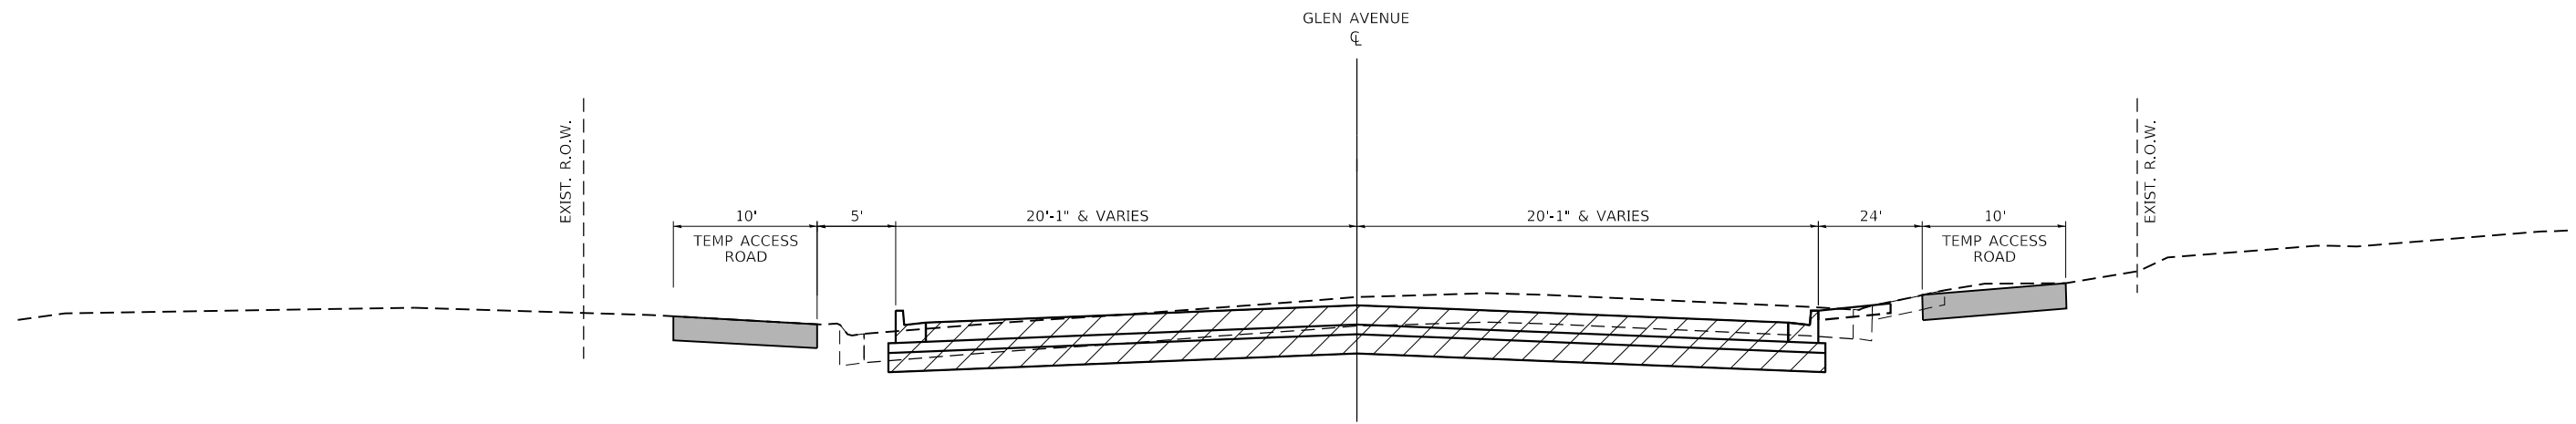 GLEN AVENUE
℄
EXIST. R.O.W.
EXIST. R.O.W.
10' 5' 20'-1" & VARIES 20'-1" & VARIES 24' 10'
TEMP ACCESS
ROAD
TEMP ACCESS
ROAD